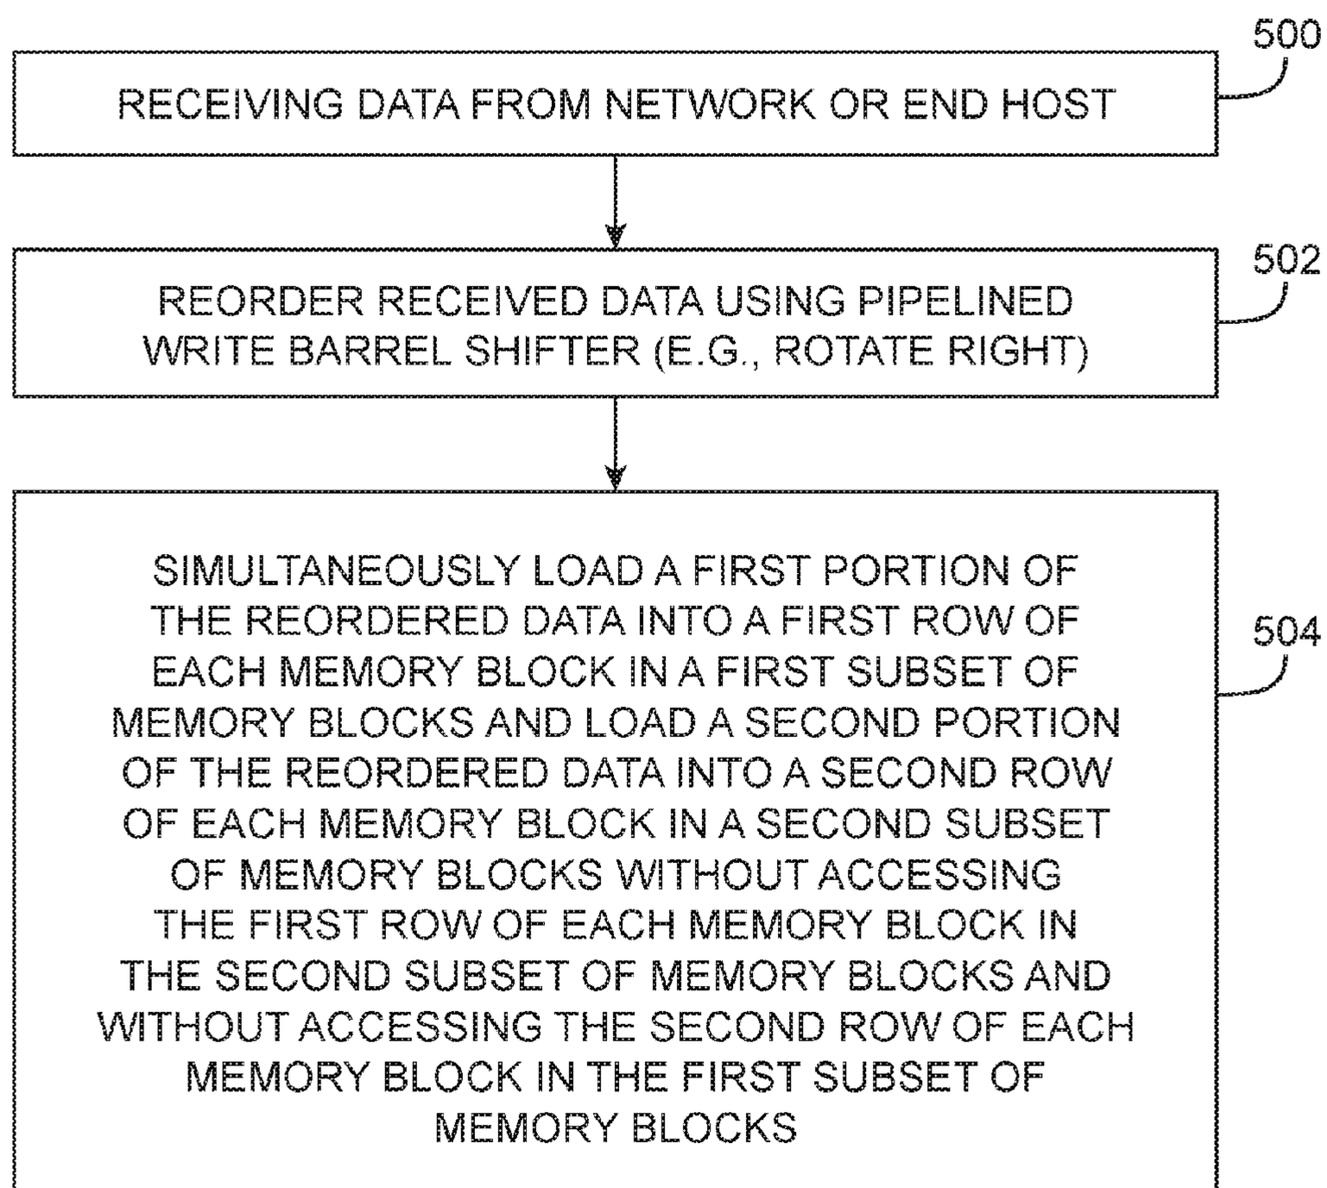 500
RECEIVING DATA FROM NETWORK OR END HOST
502
REORDER RECEIVED DATA USING PIPELINED
WRITE BARREL SHIFTER (E.G., ROTATE RIGHT)
504
SIMULTANEOUSLY LOAD A FIRST PORTION OF
THE REORDERED DATA INTO A FIRST ROW OF
EACH MEMORY BLOCK IN A FIRST SUBSET OF
MEMORY BLOCKS AND LOAD A SECOND PORTION
OF THE REORDERED DATA INTO A SECOND ROW
OF EACH MEMORY BLOCK IN A SECOND SUBSET
OF MEMORY BLOCKS WITHOUT ACCESSING
THE FIRST ROW OF EACH MEMORY BLOCK IN
THE SECOND SUBSET OF MEMORY BLOCKS AND
WITHOUT ACCESSING THE SECOND ROW OF EACH
MEMORY BLOCK IN THE FIRST SUBSET OF
MEMORY BLOCKS